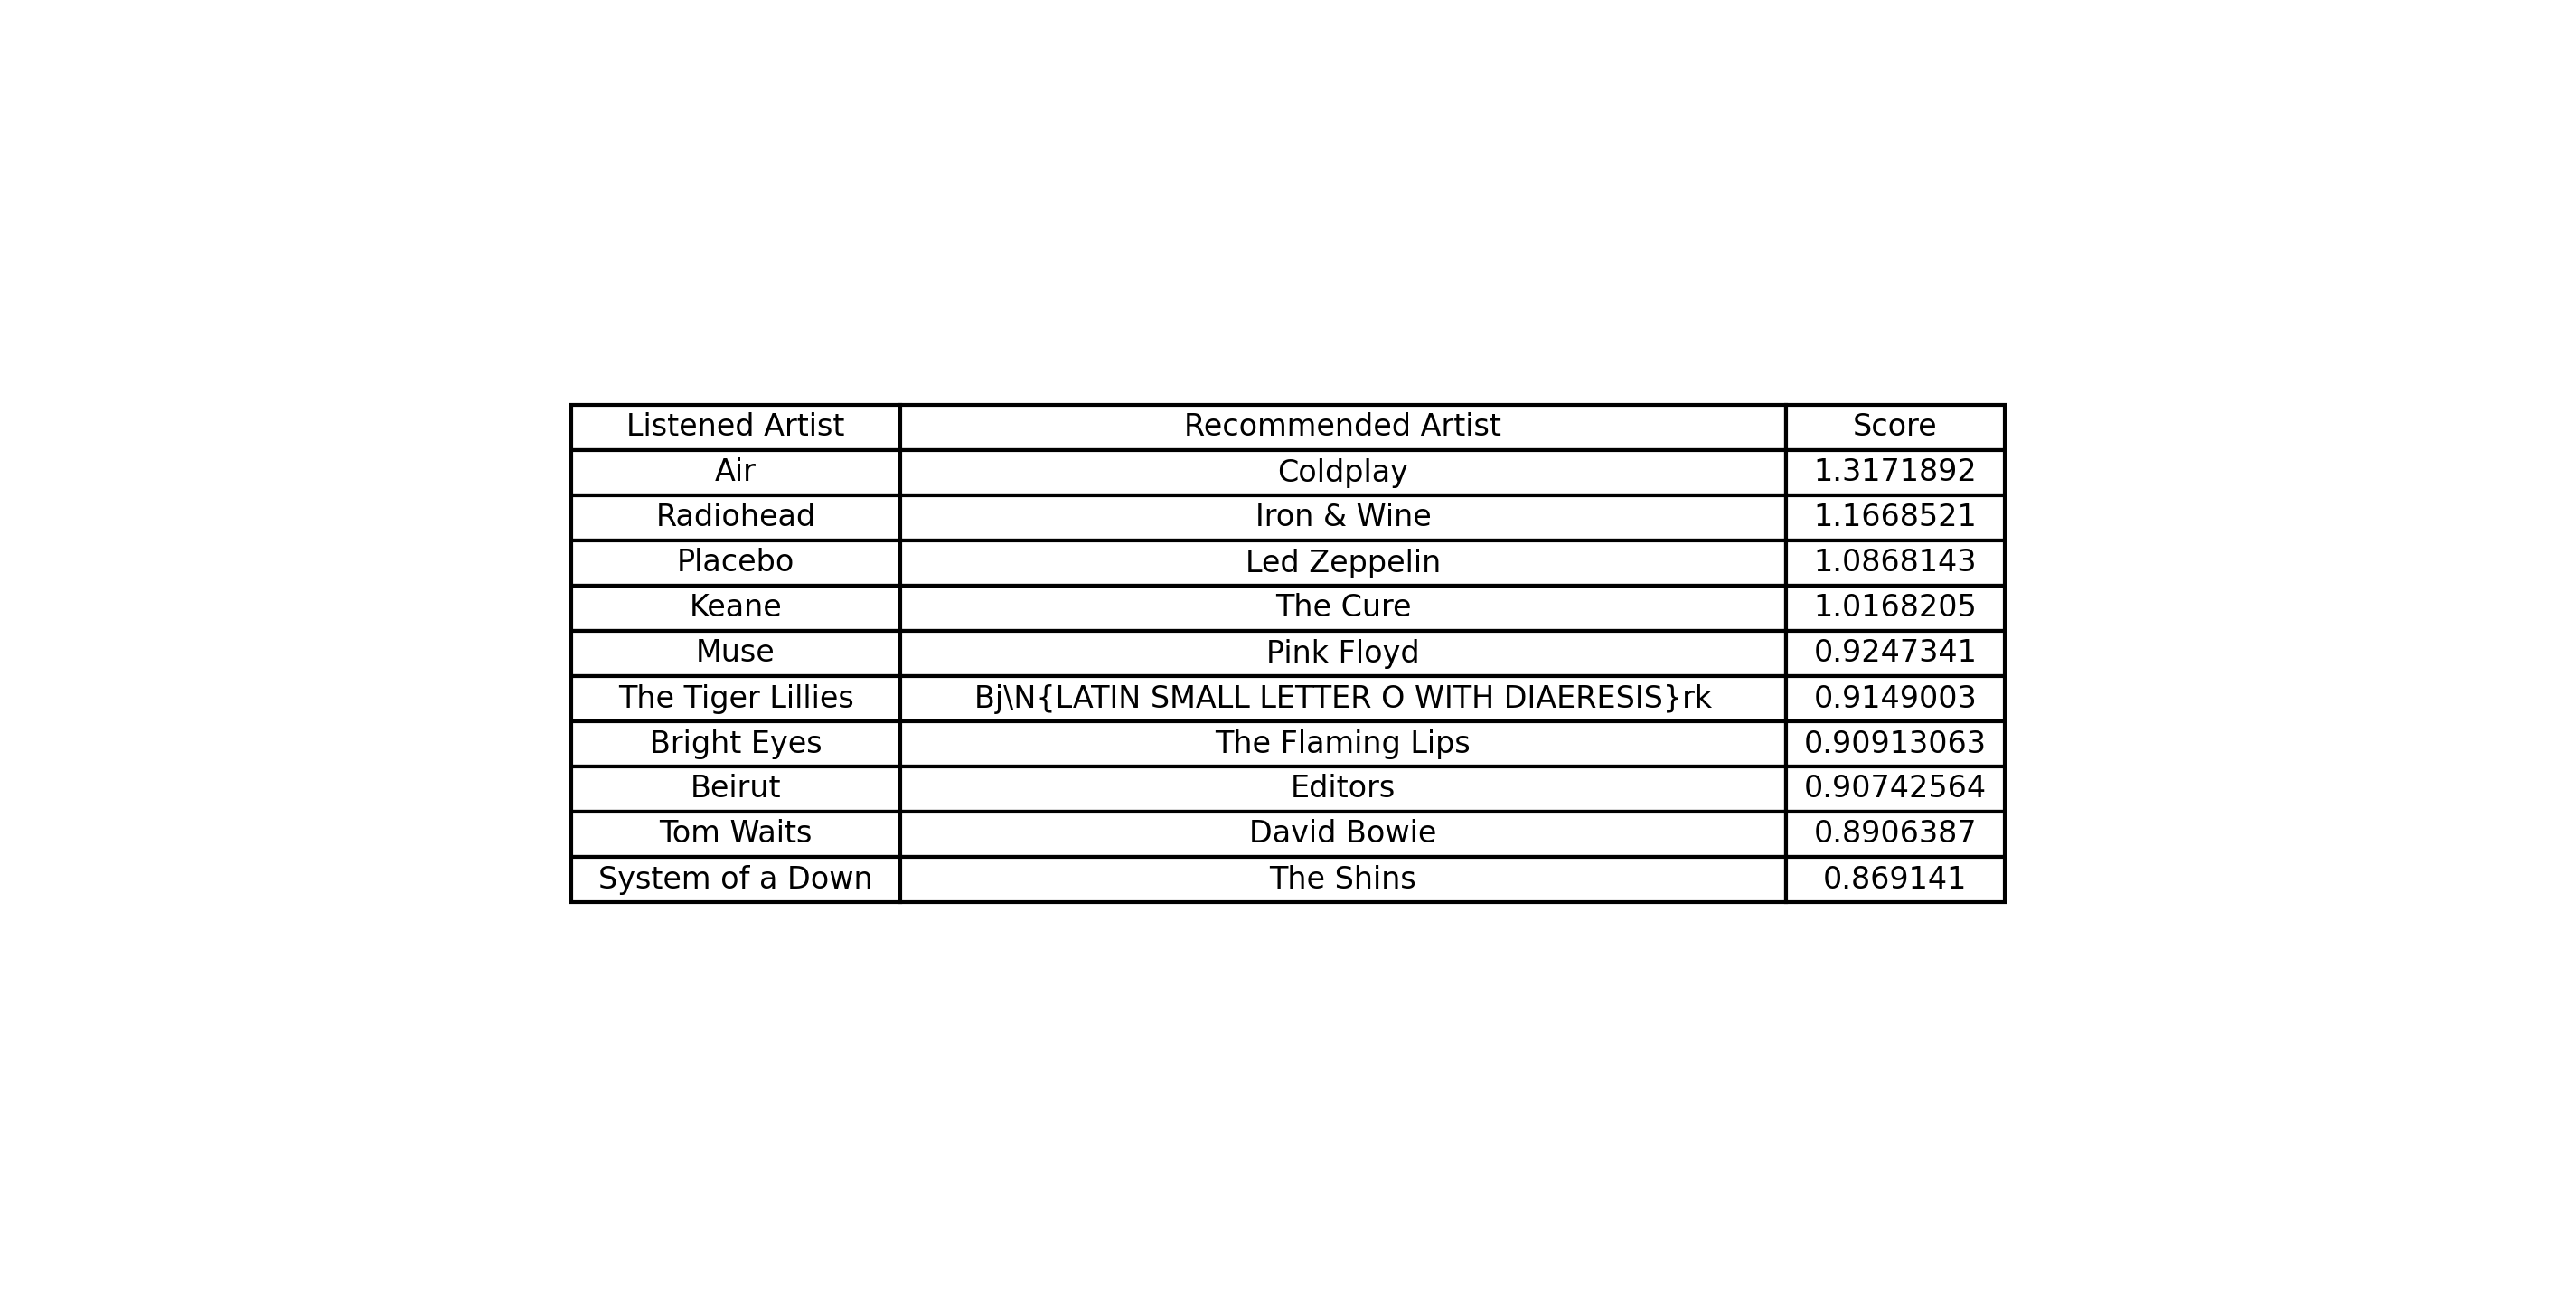 Listened Artist Recommended Artist Score
Air Coldplay 1.3171892
Radiohead Iron & Wine 1.1668521
Placebo Led Zeppelin 1.0868143
Keane The Cure 1.0168205
Muse Pink Floyd 0.9247341
The Tiger Lillies Bj\N{LATIN SMALL LETTER O WITH DIAERESIS}rk 0.9149003
Bright Eyes The Flaming Lips 0.90913063
Beirut Editors 0.90742564
Tom Waits David Bowie 0.8906387
System of a Down The Shins 0.869141